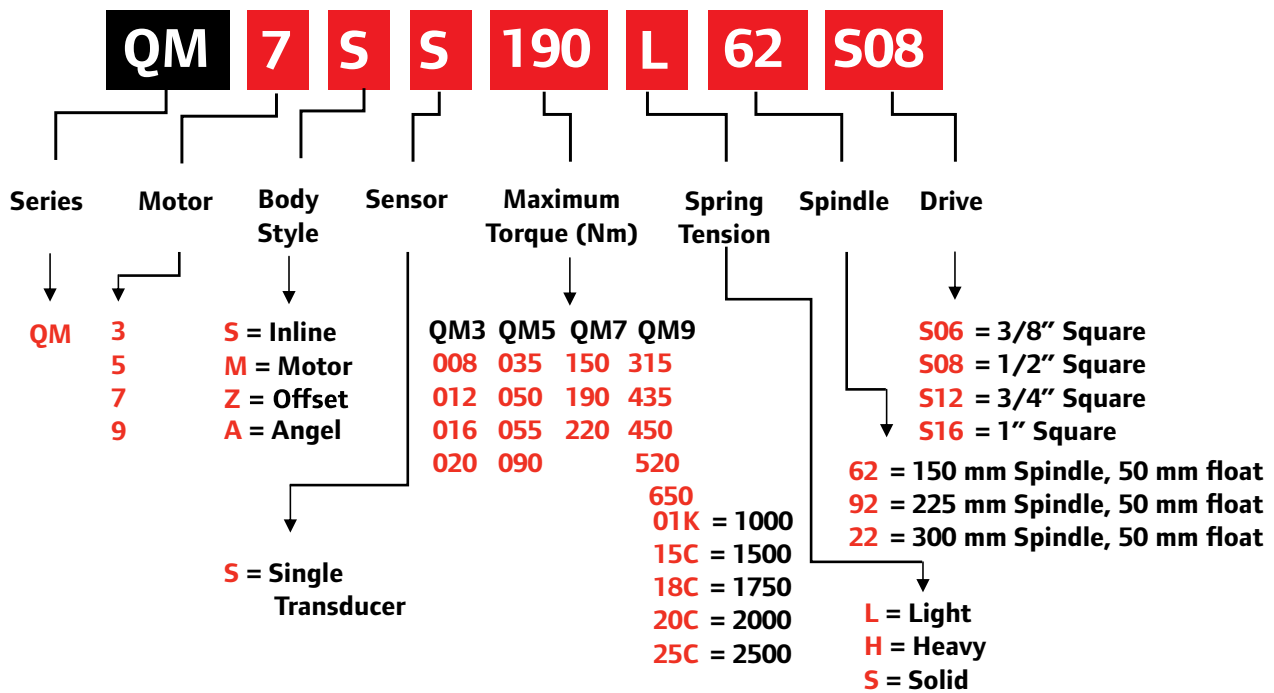 QM 7 S S 190 L 62 S08
Series Motor Body Style Sensor Maximum Torque (Nm) Spring Tension Spindle Drive
QM
3
5
7
9
S = Inline
M = Motor
Z = Offset
A = Angel
S = Single
Transducer
QM3 QM5 QM7 QM9
008 035 150 315
012 050 190 435
016 055 220 450
020 090 520
650
01K = 1000
15C = 1500
18C = 1750
20C = 2000
25C = 2500
S06 = 3/8” Square
S08 = 1/2” Square
S12 = 3/4” Square
S16 = 1” Square
62 = 150 mm Spindle, 50 mm float
92 = 225 mm Spindle, 50 mm float
22 = 300 mm Spindle, 50 mm float
L = Light
H = Heavy
S = Solid